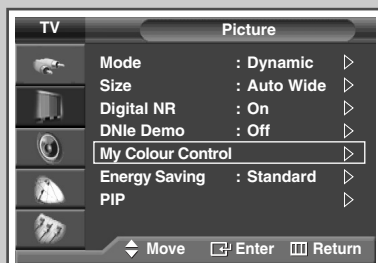 TV Picture
Mode : Dynamic
Size : Auto Wide
Digital NR : On
DNIe Demo : Off
My Colour Control
Energy Saving : Standard
PIP
Move Enter Return